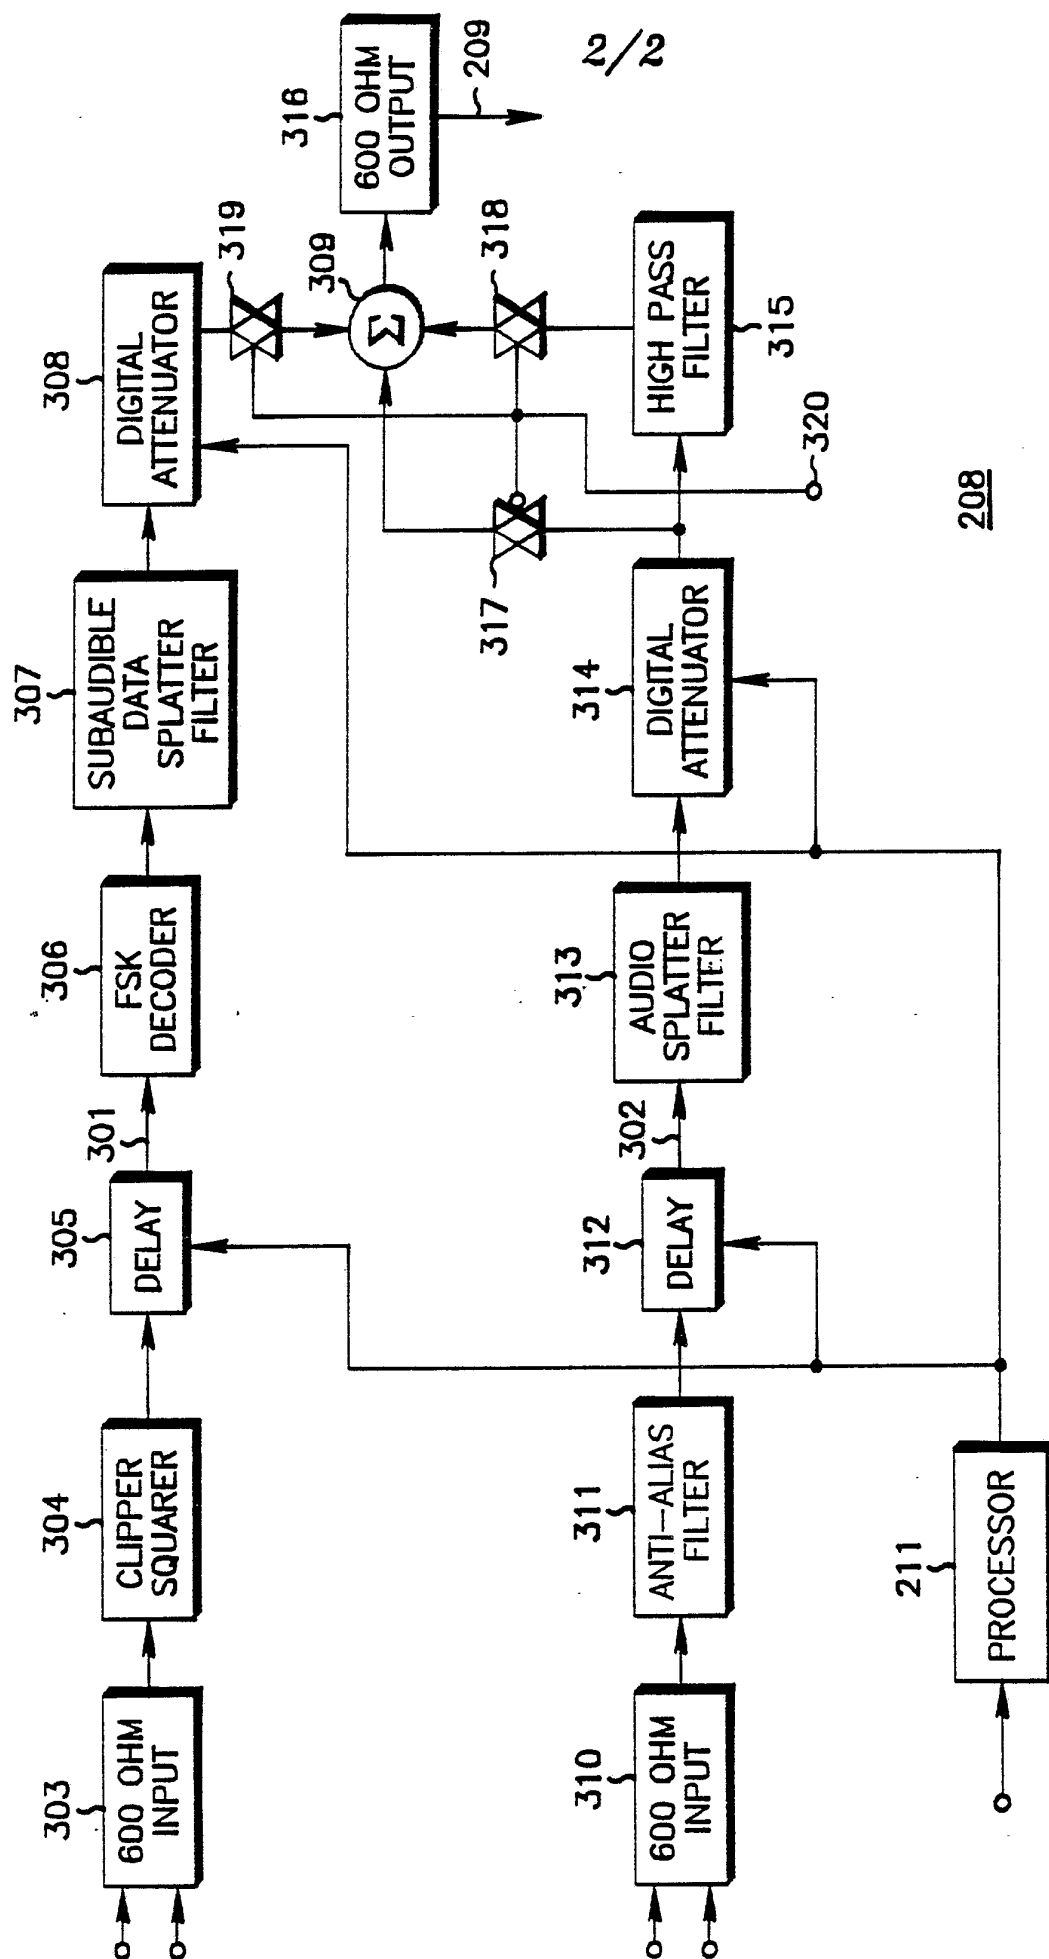 303
600 OHM
INPUT
304
CLIPPER
SQUARER
305
DELAY
301
306
FSK
DECODER
307
SUBAUDIBLE
DATA
SPLATTER
FILTER
308
DIGITAL
ATTENUATOR
319
309
Σ
316
600 OHM
OUTPUT
209
2/2
310
600 OHM
INPUT
311
ANTI-ALIAS
FILTER
312
DELAY
302
313
AUDIO
SPLATTER
FILTER
314
DIGITAL
ATTENUATOR
317
318
HIGH PASS
FILTER
315
320
211
PROCESSOR
208